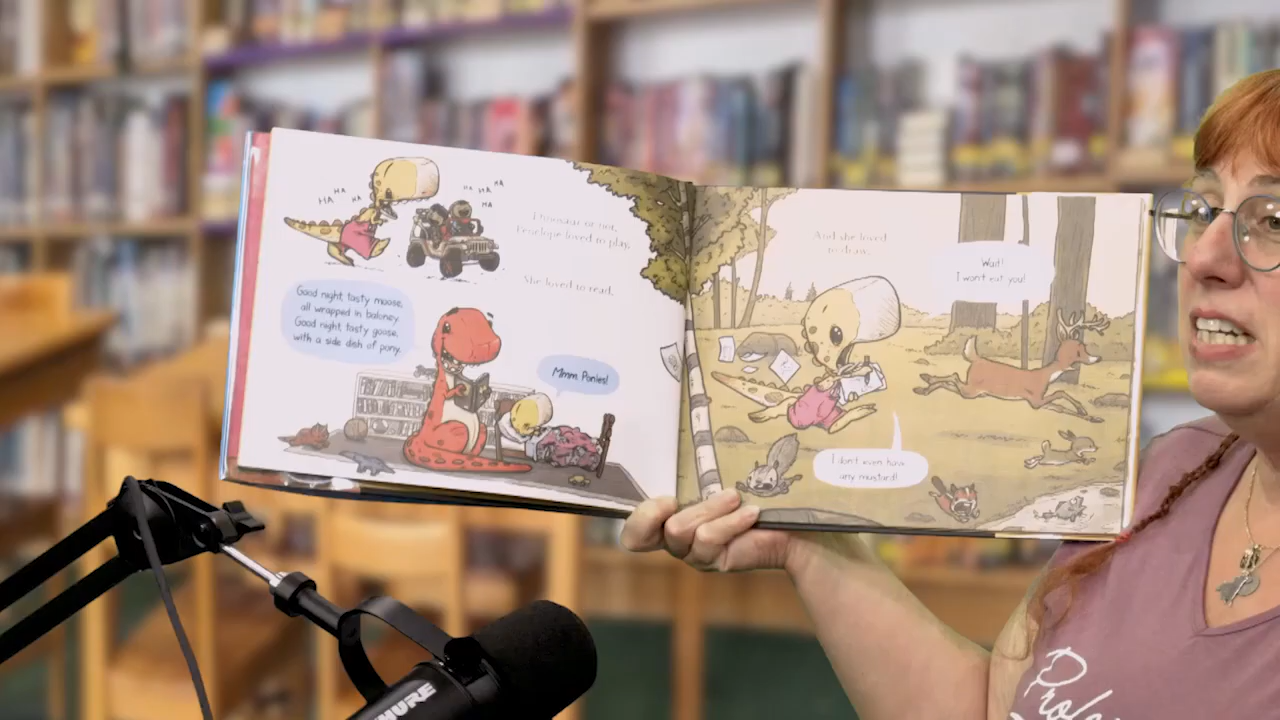 HA
HA
HA
HA HA HA
HA
Dinosaur or not,
Penelope loved to play.
She loved to read.
Good night, tasty moose,
all wrapped in baloney.
Good night, tasty goose,
with a side dish of pony.
Mmm. Ponies!
And she loved
to draw.
Wait!
I won't eat you!
I don't even have
any mustard!
SHURE